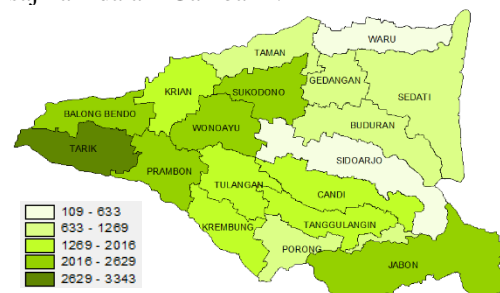 WARU
TAMAN
GEDANGAN
KRIAN
SUKODONO
SEDATI
BALONG BENDO
WONOAYU
BUDURAN
TARIK
SIDOARJO
PRAMBON
TULANGAN
CANDI
KREMBUNG
TANGGULANGIN
PORONG
JABON
109 - 633
633 - 1269
1269 - 2016
2016 - 2629
2629 - 3343